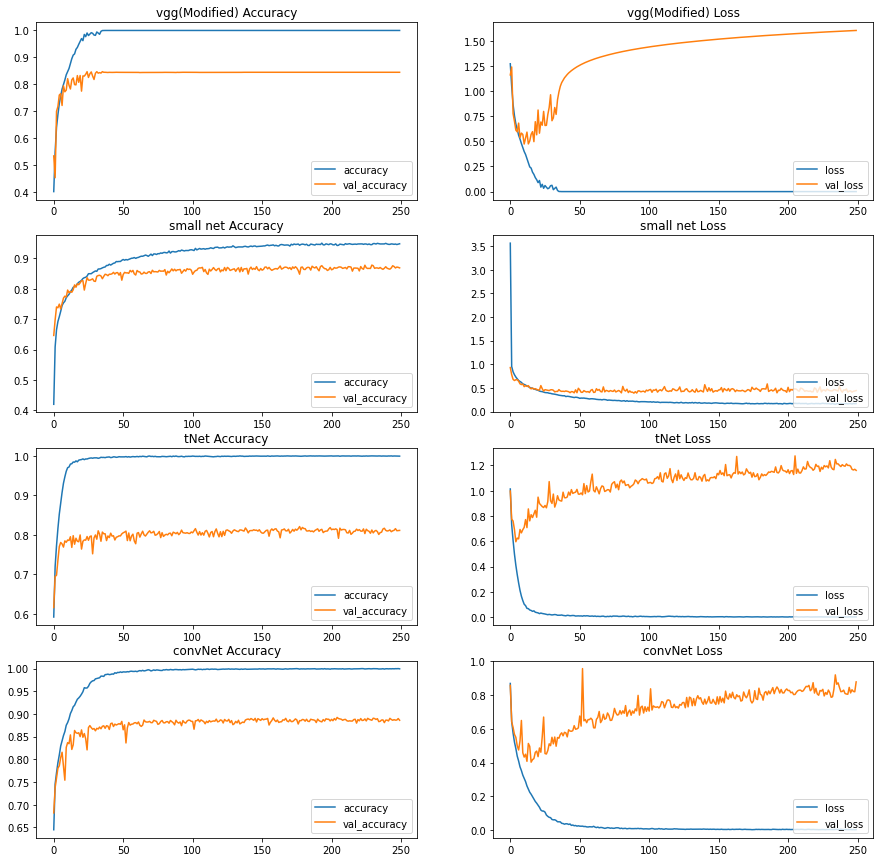 vgg(Modified) Accuracy
1.0
0.9
0.8
0.7
0.6
0.5
0.4
accuracy
val_accuracy
0 50 100 150 200 250
vgg(Modified) Loss
1.50
1.25
1.00
0.75
0.50
0.25
0.00
loss
val_loss
0 50 100 150 200 250
small net Accuracy
0.9
0.8
0.7
0.6
0.5
0.4
accuracy
val_accuracy
0 50 100 150 200 250
small net Loss
3.5
3.0
2.5
2.0
1.5
1.0
0.5
0.0
loss
val_loss
0 50 100 150 200 250
tNet Accuracy
1.0
0.9
0.8
0.7
0.6
accuracy
val_accuracy
0 50 100 150 200 250
tNet Loss
1.2
1.0
0.8
0.6
0.4
0.2
0.0
loss
val_loss
0 50 100 150 200 250
convNet Accuracy
1.00
0.95
0.90
0.85
0.80
0.75
0.70
0.65
accuracy
val_accuracy
0 50 100 150 200 250
convNet Loss
1.0
0.8
0.6
0.4
0.2
0.0
loss
val_loss
0 50 100 150 200 250